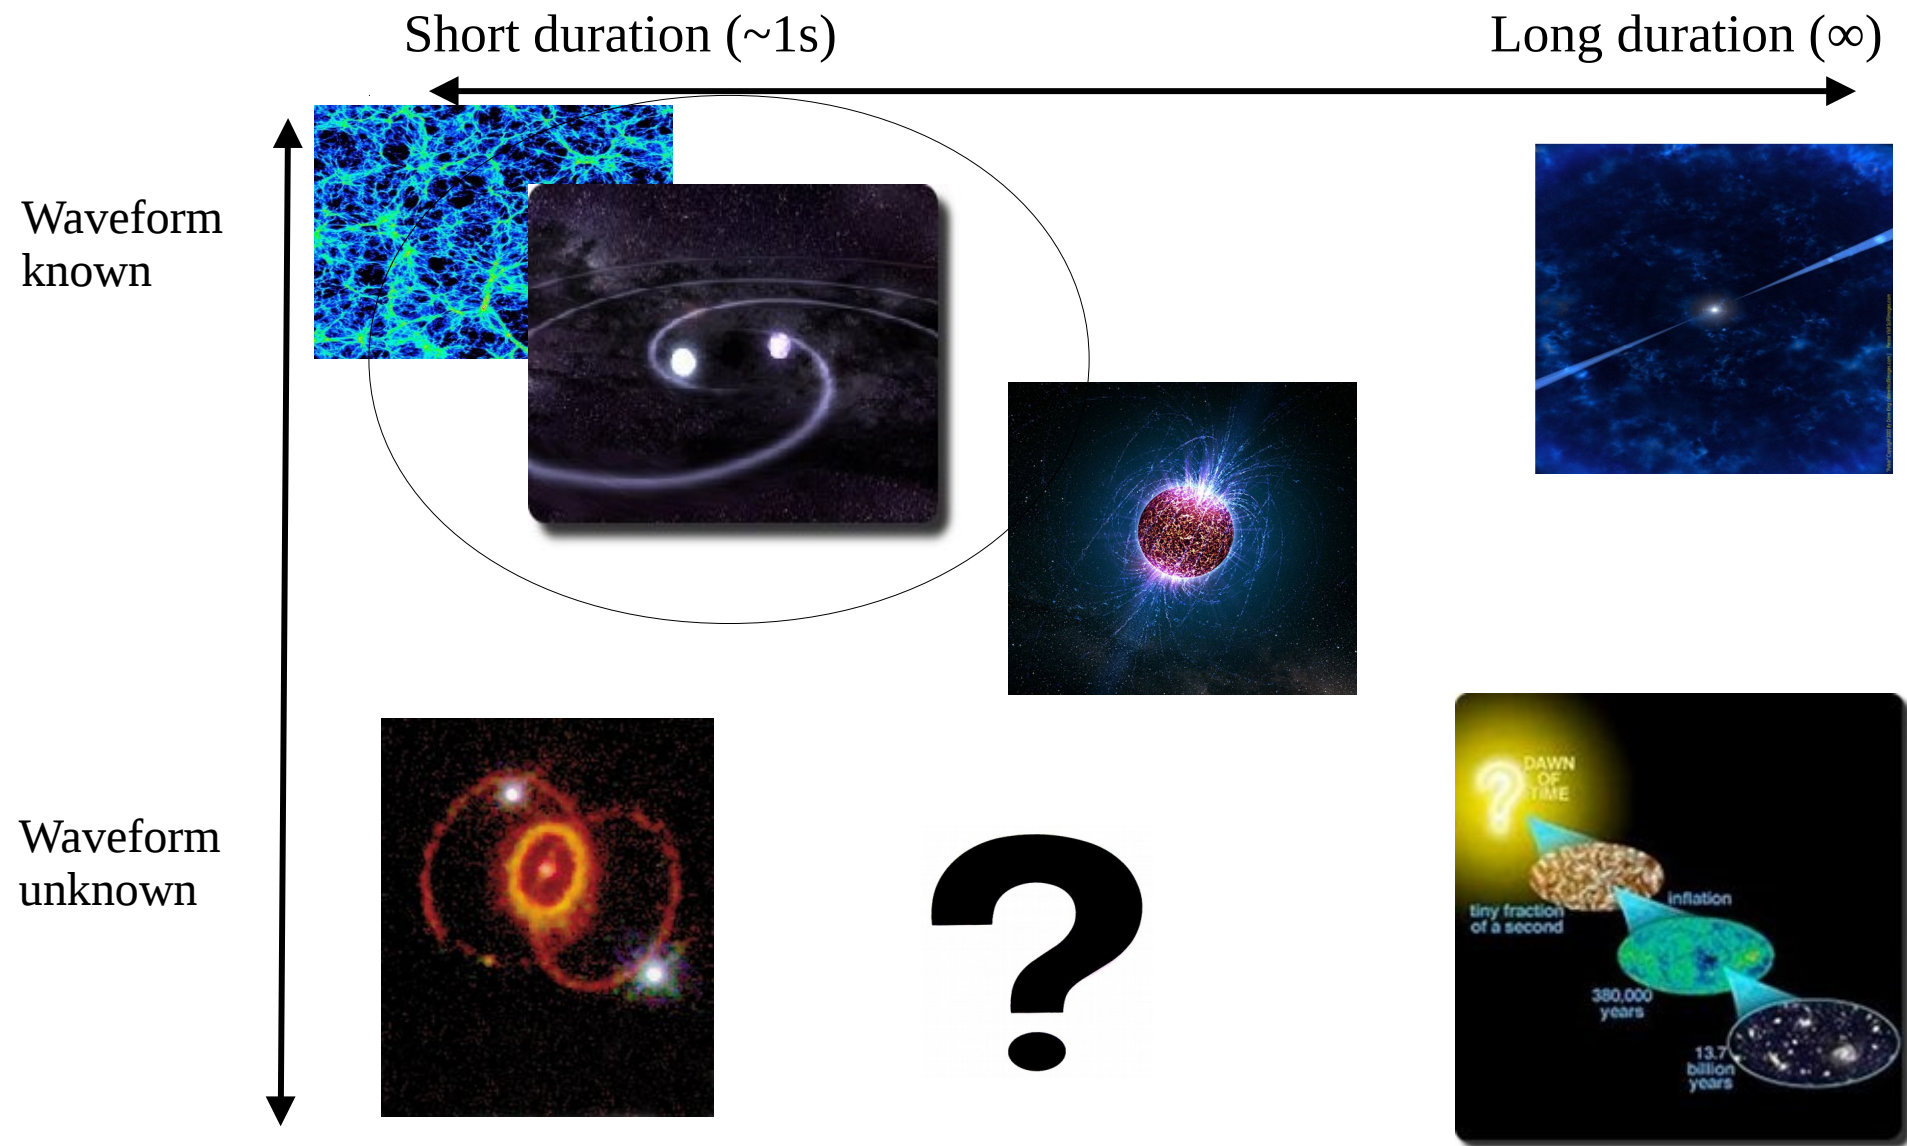 Short duration (~1s)
Long duration (∞)
Waveform
known
Waveform
unknown
?
? DAWN
OF
TIME
inflation
tiny fraction
of a second
380,000
years
13.7
billion
years